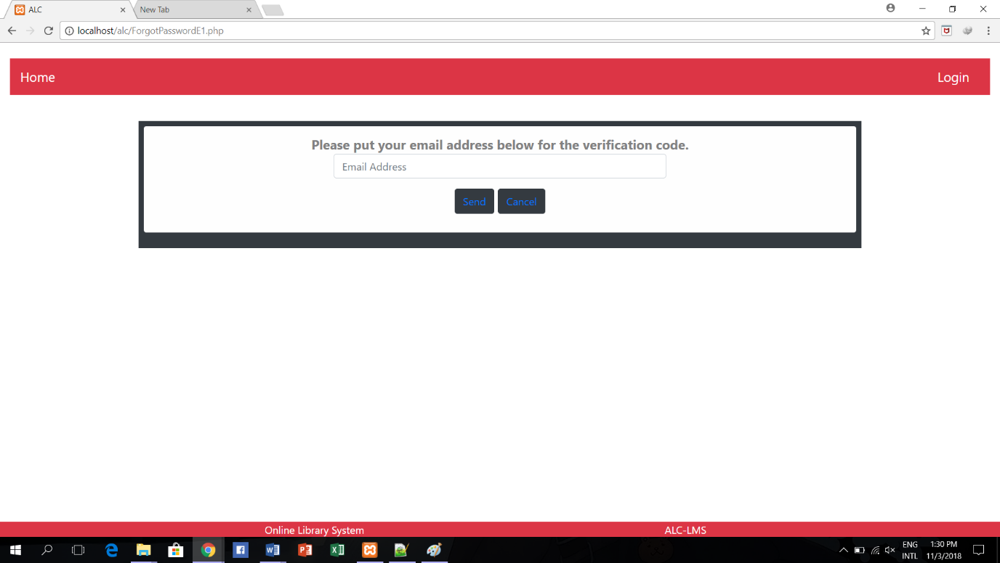 ALC
New Tab
localhost/alc/ForgotPasswordE1.php
Home Login
Please put your email address below for the verification code.
Email Address
Send Cancel
Online Library System ALC-LMS
ENG 1:30 PM
INTL 11/3/2018